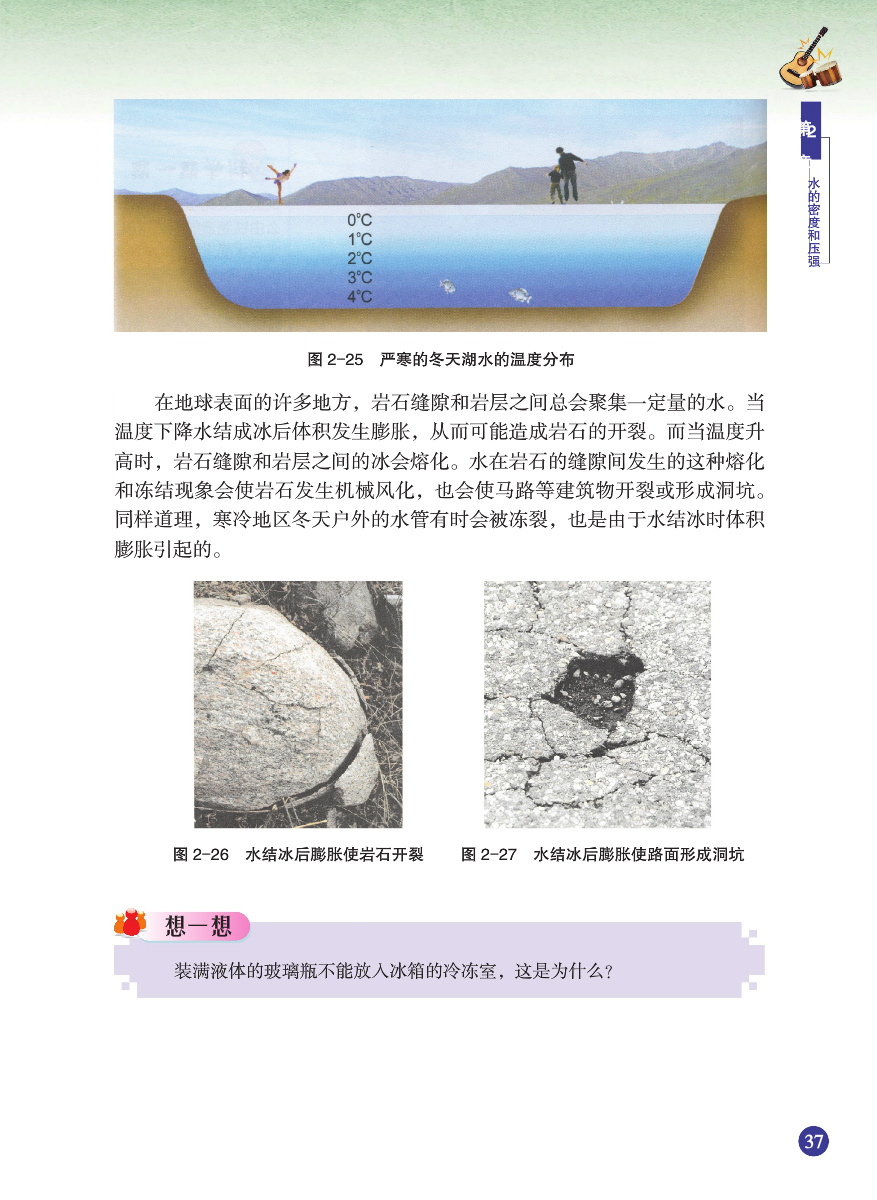 第2章
水的密度和压强
0℃
1℃
2℃
3℃
4℃
图 2-25 严寒的冬天湖水的温度分布
在地球表面的许多地方，岩石缝隙和岩层之间总会聚集一定量的水。当
温度下降水结成冰后体积发生膨胀，从而可能造成岩石的开裂。而当温度升
高时，岩石缝隙和岩层之间的冰会熔化。水在岩石的缝隙间发生的这种熔化
和冻结现象会使岩石发生机械风化，也会使马路等建筑物开裂或形成洞坑。
同样道理，寒冷地区冬天户外的水管有时会被冻裂，也是由于水结冰时体积
膨胀引起的。
图 2-26 水结冰后膨胀使岩石开裂
图 2-27 水结冰后膨胀使路面形成洞坑
想一想
装满液体的玻璃瓶不能放入冰箱的冷冻室，这是为什么？
37